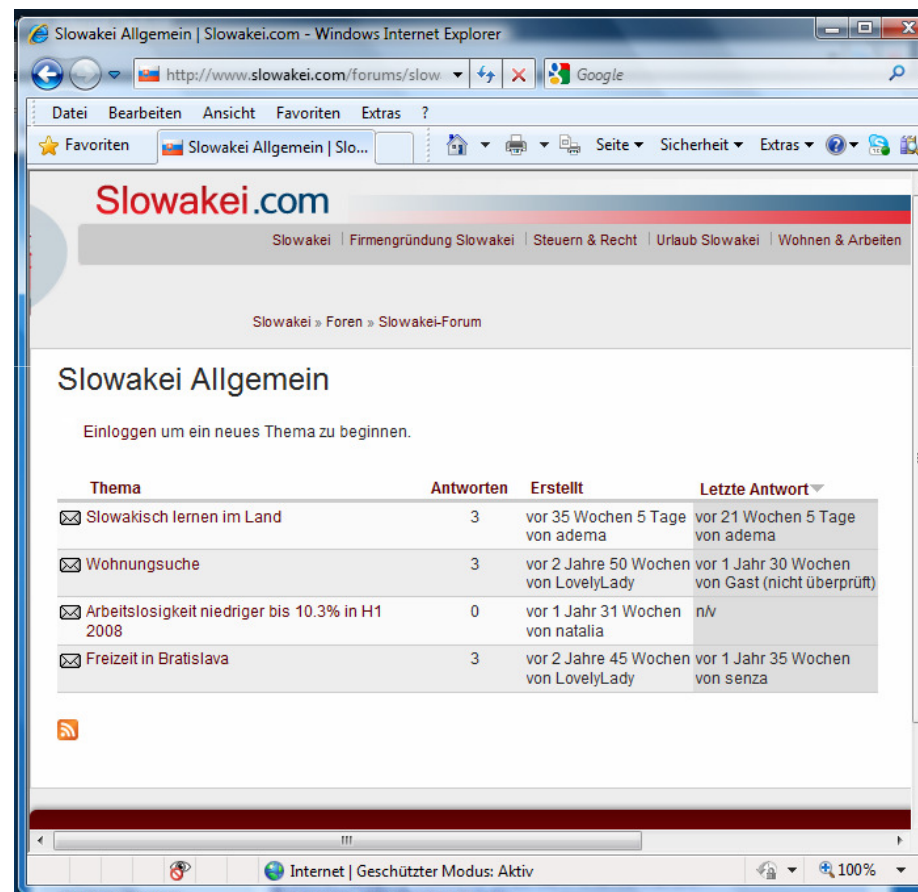 Slowakei Allgemein | Slowakei.com - Windows Internet Explorer
http://www.slowakei.com/forums/slow
Google
Datei Bearbeiten Ansicht Favoriten Extras ?
Favoriten Slowakei Allgemein | Slo... Seite Sicherheit Extras
Slowakei.com
Slowakei | Firmengründung Slowakei | Steuern & Recht | Urlaub Slowakei | Wohnen & Arbeiten
Slowakei » Foren » Slowakei-Forum
Slowakei Allgemein
Einloggen um ein neues Thema zu beginnen.
Thema Antworten Erstellt Letzte Antwort
Slowakisch lernen im Land 3 vor 35 Wochen 5 Tage vor 21 Wochen 5 Tage
von adema von adema
Wohnungsuche 3 vor 2 Jahre 50 Wochen vor 1 Jahr 30 Wochen
von LovelyLady von Gast (nicht überprüft)
Arbeitslosigkeit niedriger bis 10.3% in H1 0 vor 1 Jahr 31 Wochen n/v
2008 von natalia
Freizeit in Bratislava 3 vor 2 Jahre 45 Wochen vor 1 Jahr 35 Wochen
von LovelyLady von senza
Internet | Geschützter Modus: Aktiv 100%